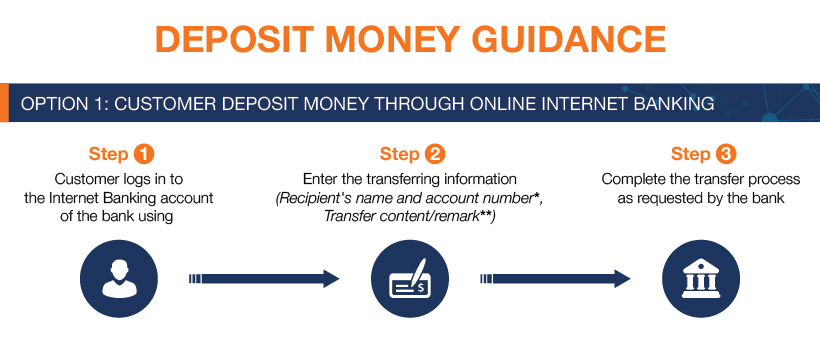 DEPOSIT MONEY GUIDANCE
OPTION 1: CUSTOMER DEPOSIT MONEY THROUGH ONLINE INTERNET BANKING
Step 1
Customer logs in to
the Internet Banking account
of the bank using
Step 2
Enter the transferring information
(Recipient's name and account number*,
Transfer content/remark**)
$
Step 3
Complete the transfer process
as requested by the bank